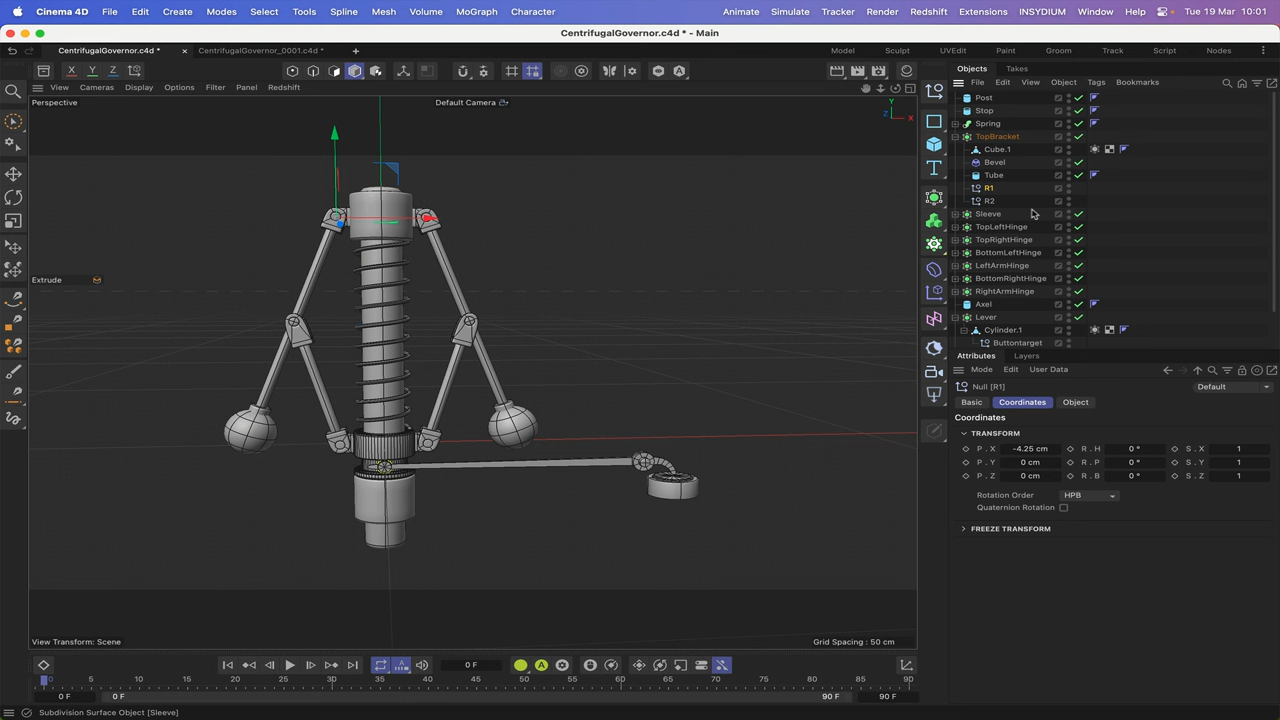 Cinema 4D File Edit Create Modes Select Tools Spline Mesh Volume MoGraph Character Animate Simulate Tracker Render Redshift Extensions INSYDIUM Window Help Tue 19 Mar 10:01
CentrifugalGovernor.c4d * - Main
CentrifugalGovernor.c4d * × CentrifugalGovernor_0001.c4d * + Model Sculpt UVEdit Paint Groom Track Script Nodes
X Y Z
Objects Takes
File Edit View Object Tags Bookmarks
View Cameras Display Options Filter Panel Redshift
Perspective
Default Camera
Y
Z X
Post
Stop
Spring
TopBracket
Cube.1
Bevel
Tube
R1
R2
Sleeve
TopLeftHinge
TopRightHinge
BottomLeftHinge
LeftArmHinge
BottomRightHinge
RightArmHinge
Axel
Lever
Cylinder.1
Buttontarget
Extrude
Attributes Layers
Mode Edit User Data
Null [R1] Default
Basic Coordinates Object
Coordinates
TRANSFORM
P . X -4.25 cm R . H 0 ° S . X 1
P . Y 0 cm R . P 0 ° S . Y 1
P . Z 0 cm R . B 0 ° S . Z 1
Rotation Order HPB
Quaternion Rotation
FREEZE TRANSFORM
View Transform: Scene
Grid Spacing : 50 cm
0 F
0 5 10 15 20 25 30 35 40 45 50 55 60 65 70 75 80 85 90
0 F 0 F 90 F 90 F
Subdivision Surface Object [Sleeve]